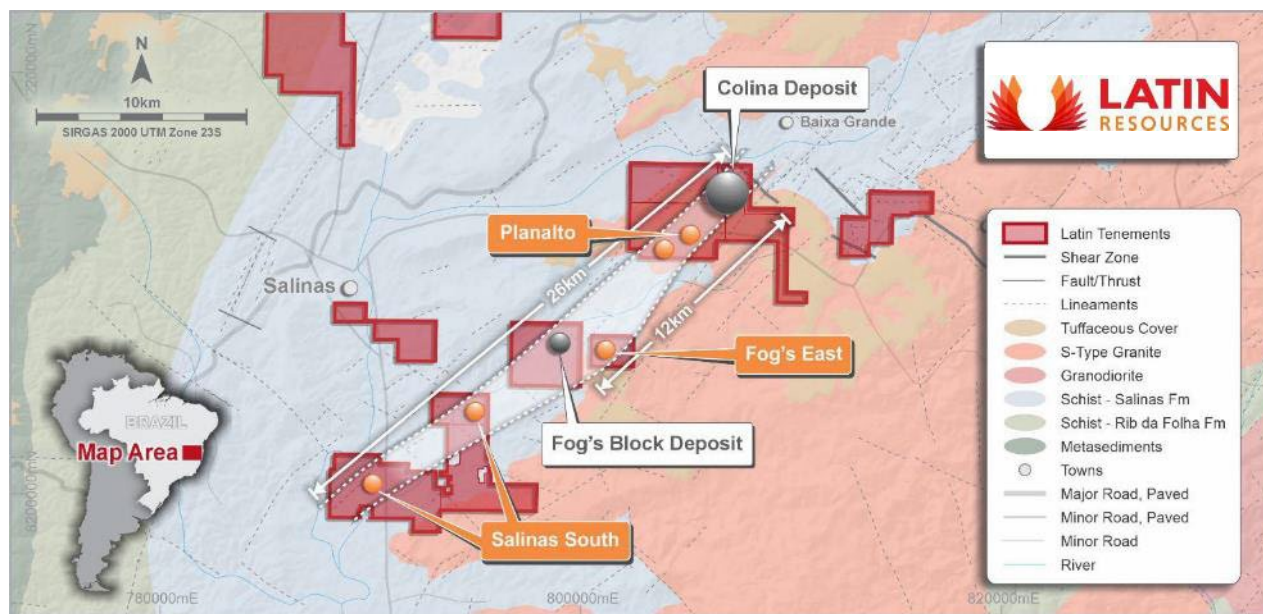 N
10km
SIRGAS 2000 UTM Zone 23S
Colina Deposit
Baixa Grande
LATIN
RESOURCES
Planalto
Salinas
26km
12km
Fog's East
Fog's Block Deposit
Salinas South
BRAZIL
Map Area
Latin Tenements
Shear Zone
Fault/Thrust
Lineaments
Tuffaceous Cover
S-Type Granite
Granodiorite
Schist - Salinas Fm
Schist - Rib da Folha Fm
Metasediments
Towns
Major Road, Paved
Minor Road, Paved
Minor Road
River
780000mE
800000mE
820000mE